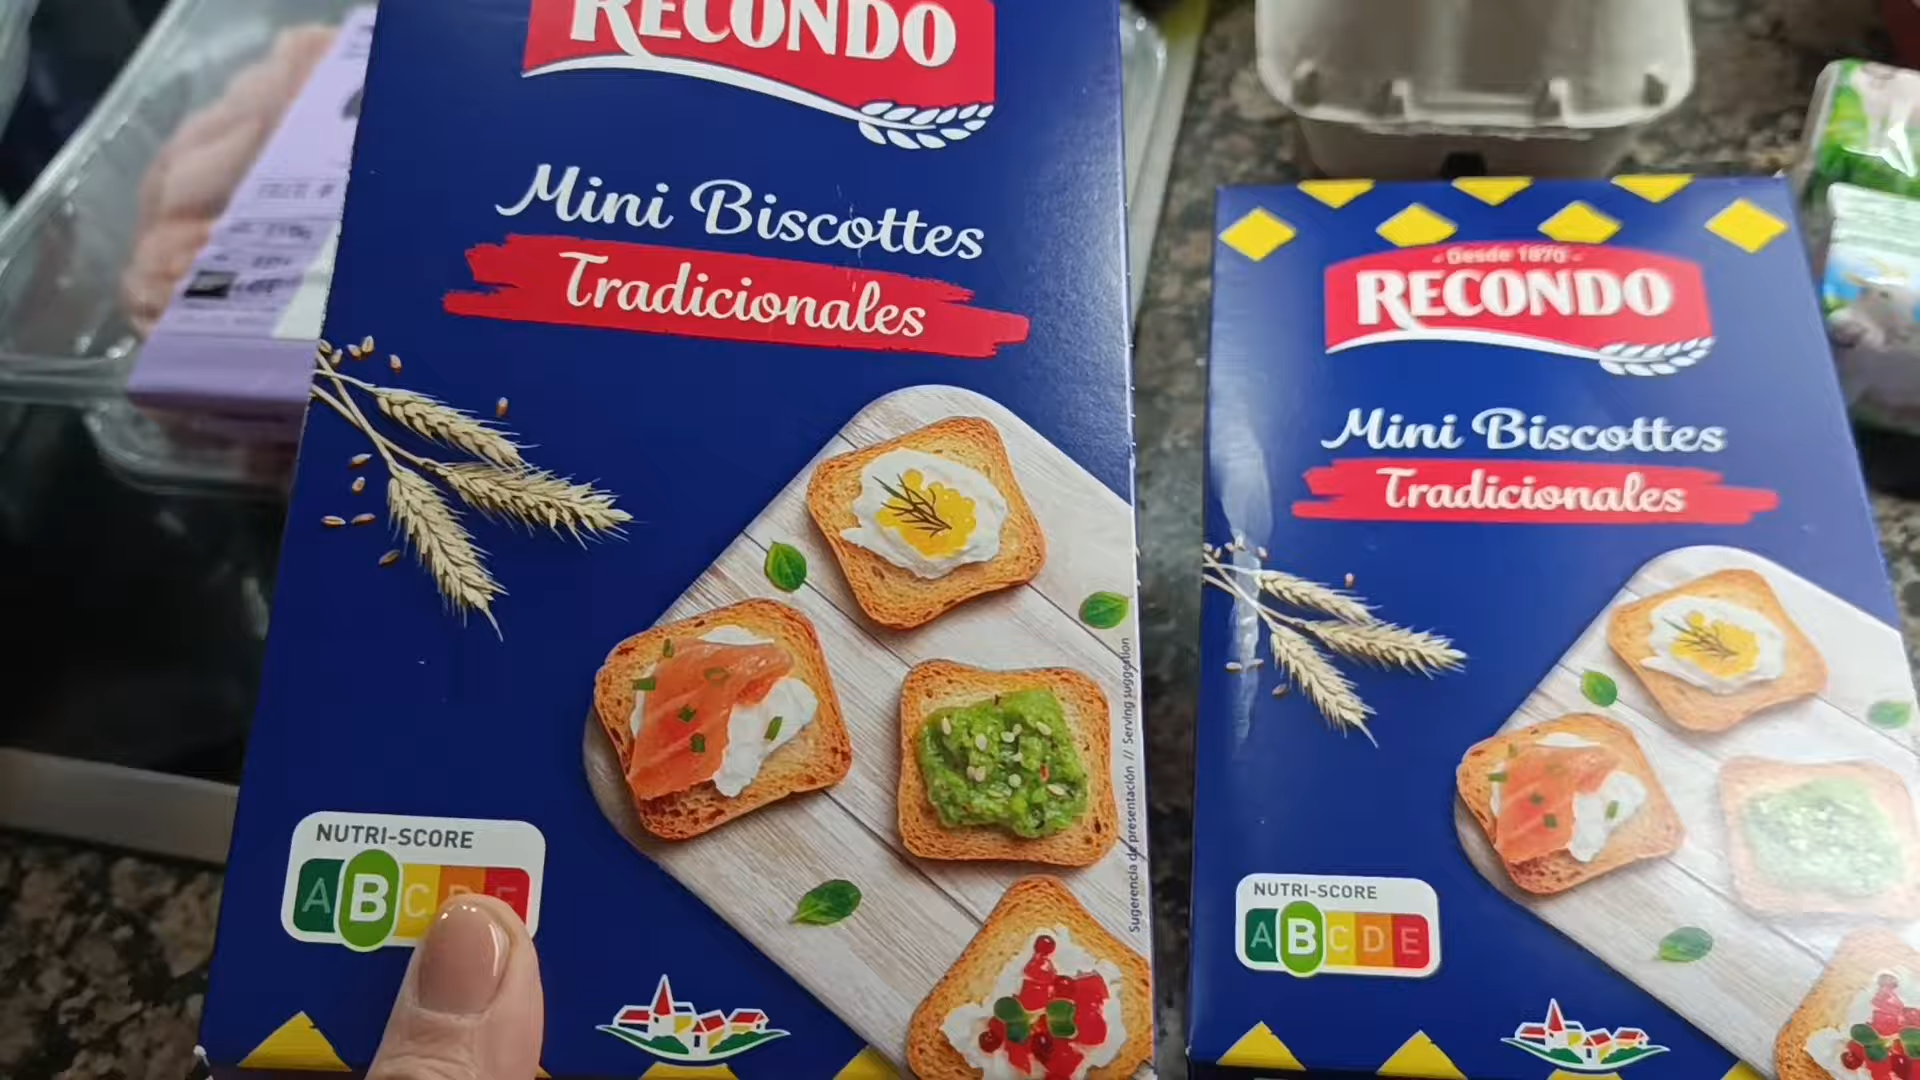 RECONDO
Mini Biscottes
Tradicionales
NUTRI-SCORE
A B C D E
Sugerencia de presentación // Serving suggestion
- Desde 1870 -
RECONDO
Mini Biscottes
Tradicionales
NUTRI-SCORE
A B C D E